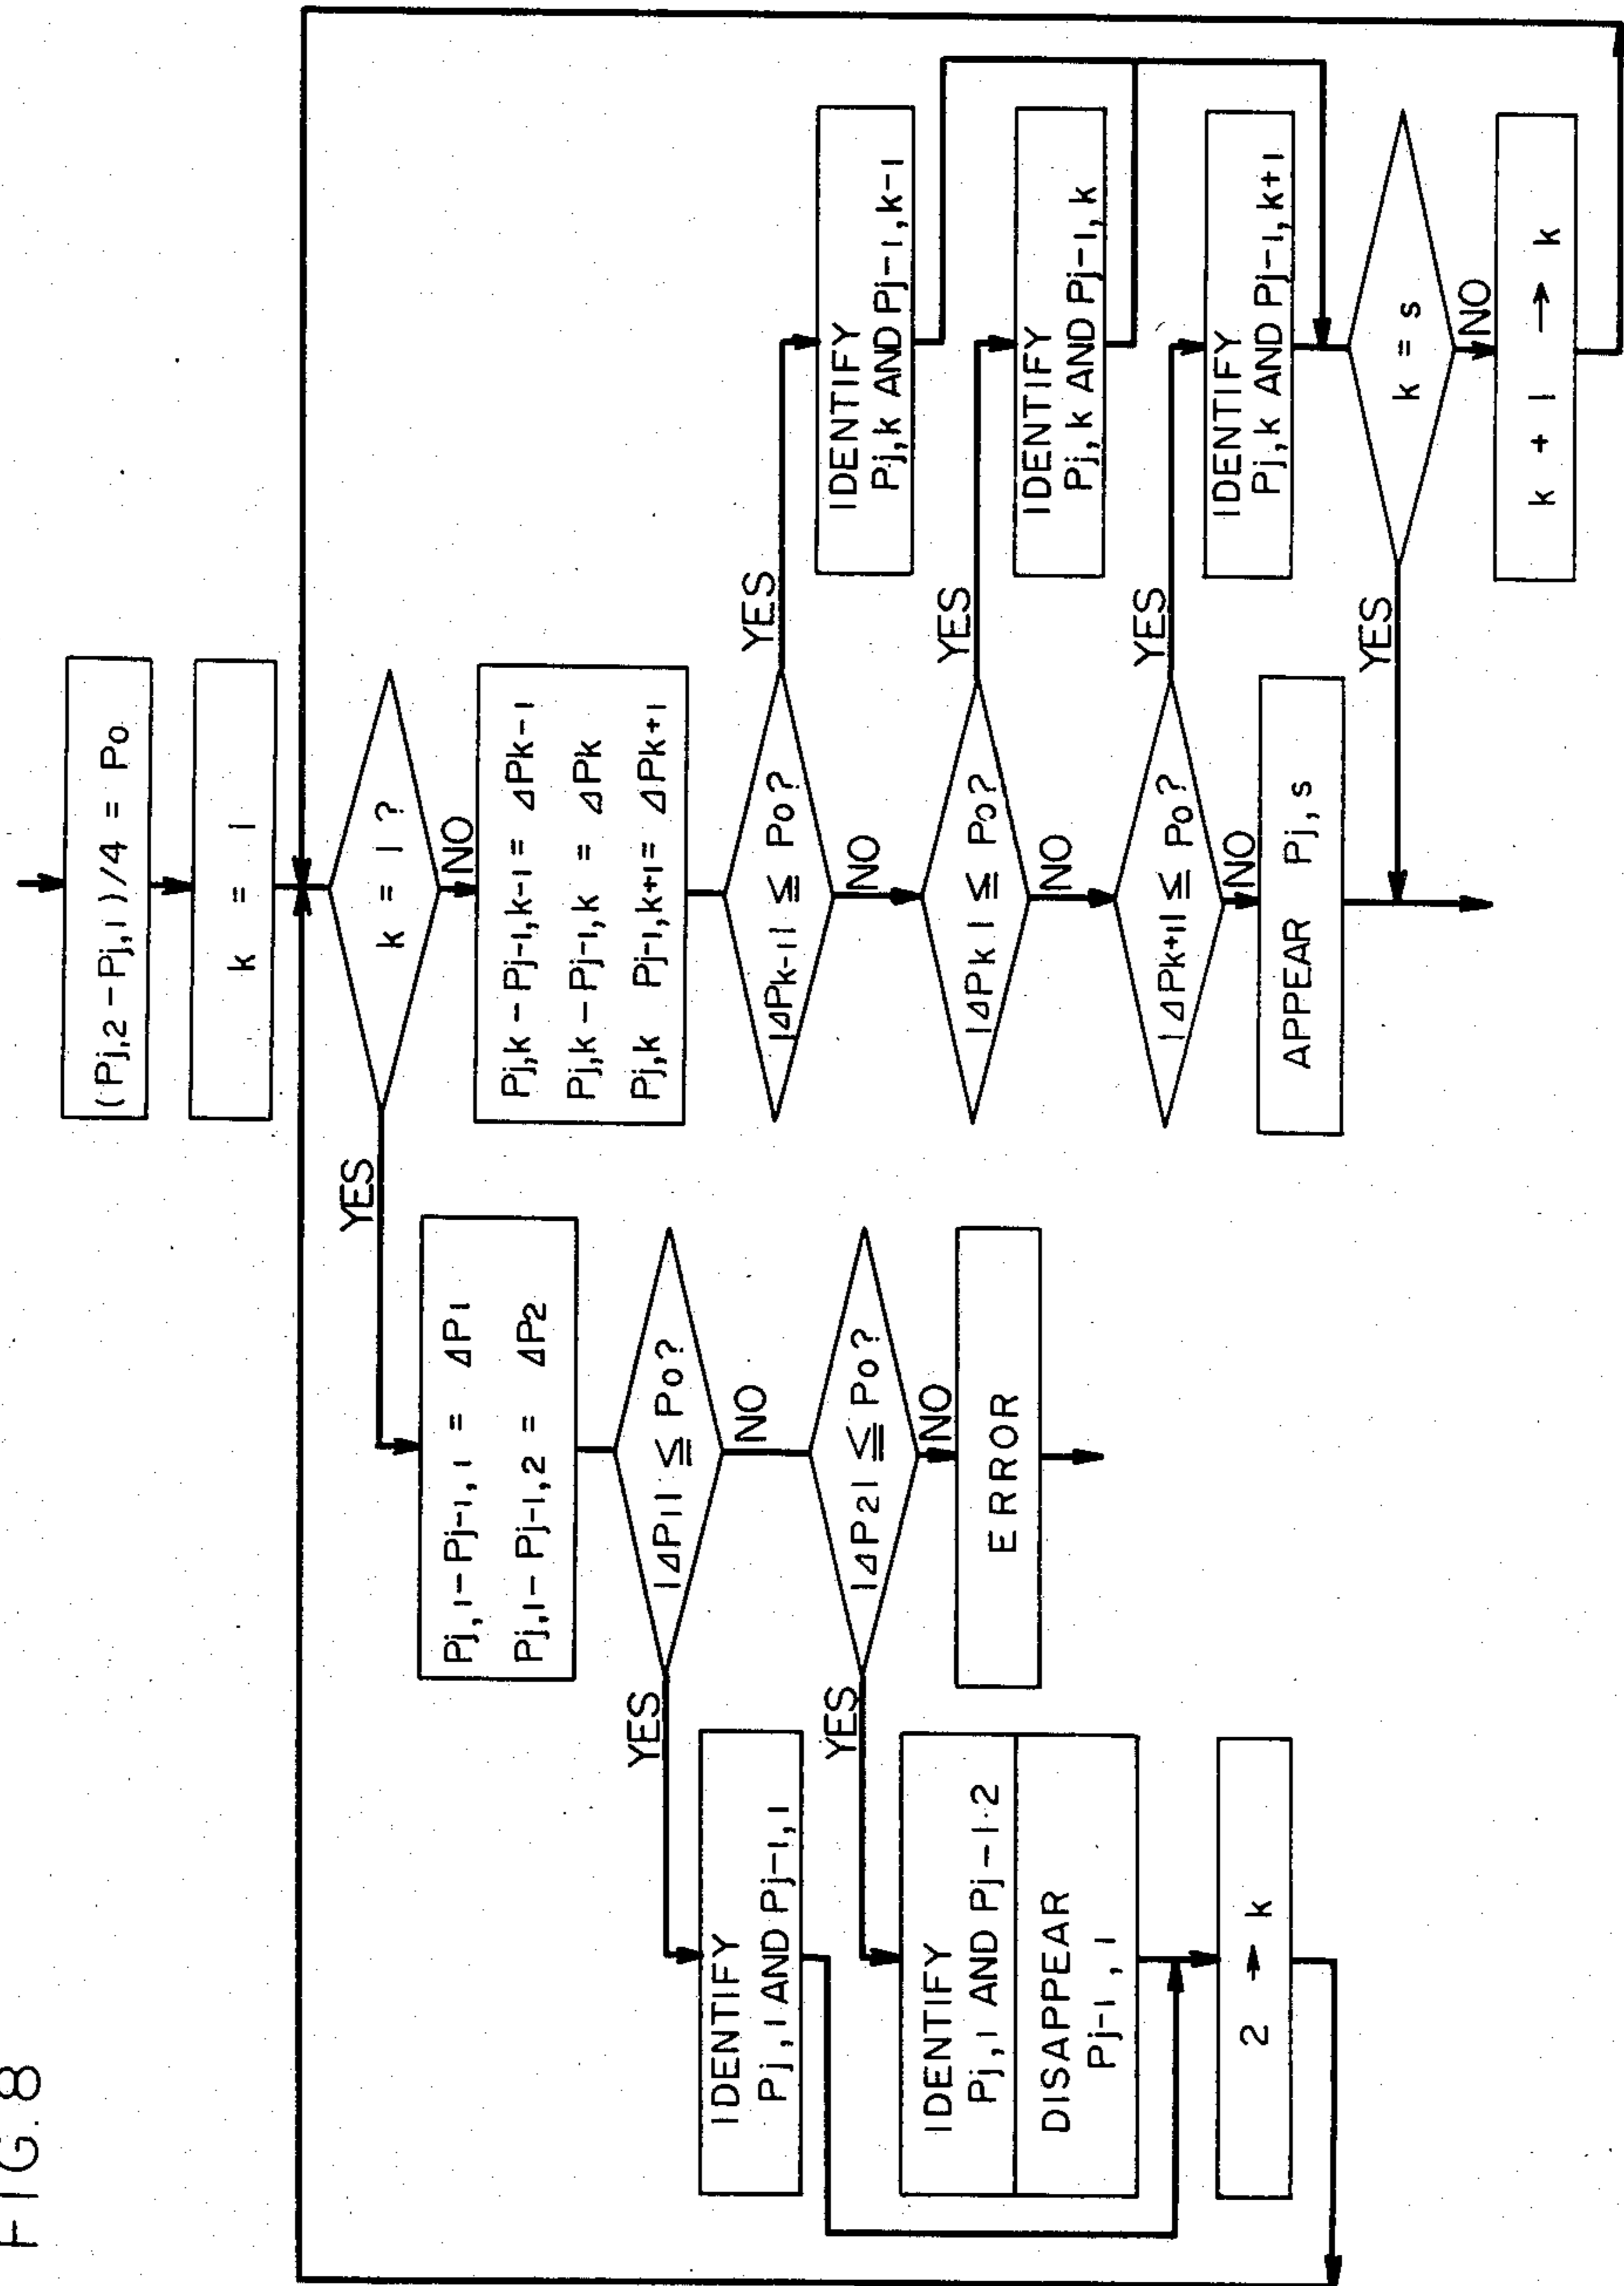 FIG.8
(Pj,2-Pj,1)/4 = Po
k = 1
k = 1 ?
YES
NO
Pj,1-Pj-1,1 = ΔP1
Pj,1-Pj-1,2 = ΔP2
|ΔP1| ≦ Po?
YES
NO
IDENTIFY
Pj,1 AND Pj-1,1
|ΔP2| ≦ Po?
YES
NO
IDENTIFY
Pj,1 AND Pj-1·2
DISAPPEAR
Pj-1,1
2 → k
ERROR
Pj,k-Pj-1,k-1= ΔPk-1
Pj,k-Pj-1,k = ΔPk
Pj,k Pj-1,k+1= ΔPk+1
|ΔPk-1| ≦ Po?
YES
NO
IDENTIFY
Pj,k AND Pj-1,k-1
|ΔPk| ≦ Po?
YES
NO
IDENTIFY
Pj,k AND Pj-1,k
|ΔPk+1| ≦ Po?
YES
NO
IDENTIFY
Pj,k AND Pj-1,k+1
APPEAR Pj,s
k = s
YES
NO
k + 1 → k